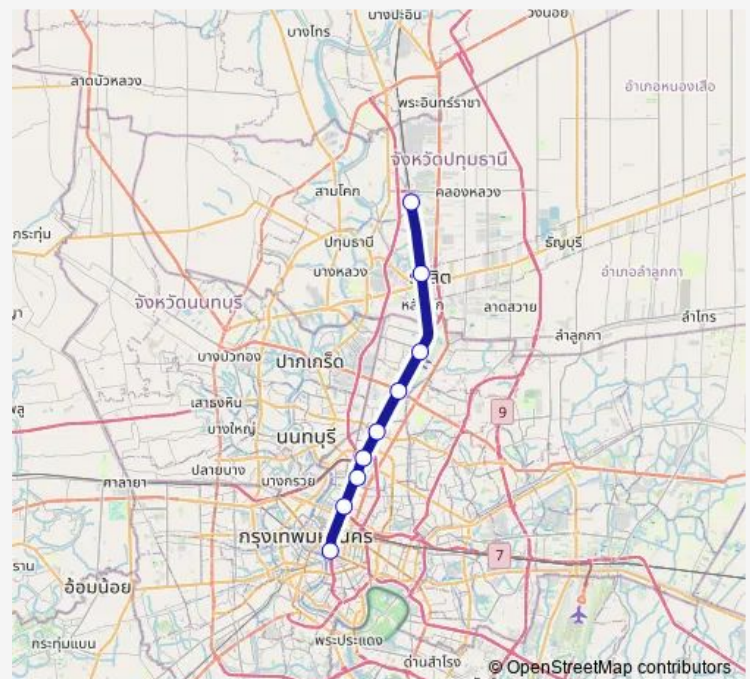 บางปะอิน
วังน้อย
บางไทร
ลาดบัวหลวง
อำเภอหนองเสือ
พระอินทร์ราชา
จังหวัดปทุมธานี
สามโคก
คลองหลวง
กระทุ่ม
ปทุมธานี
ธัญบุรี
บางหลวง
อำเภอลำลูกกา
จังหวัดนนทบุรี
ลาดสวาย
ลำไทร
ลำลูกกา
บางบัวทอง
ปากเกร็ด
เสาธงหิน
9
บางใหญ่
นนทบุรี
ปลายบาง
ศาลายา
บางกรวย
7
อ้อมน้อย
พระประแดง
กระทุ่มแบน
ด่านสำโรง
© OpenStreetMap contributors